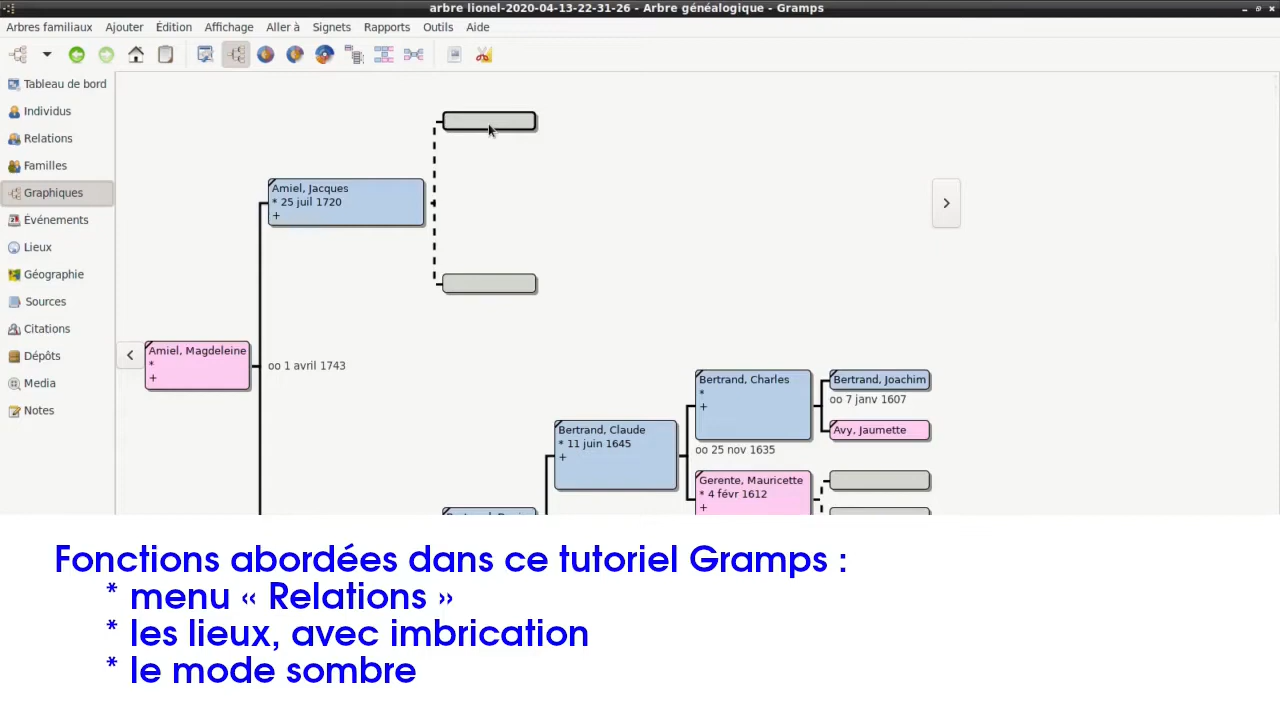 arbre lionel-2020-04-13-22-31-26 - Arbre généalogique - Gramps
Arbres familiaux Ajouter Édition Affichage Aller à Signets Rapports Outils Aide
Tableau de bord
Individus
Relations
Familles
Graphiques
Événements
Lieux
Géographie
Sources
Citations
Dépôts
Media
Notes
Amiel, Jacques
* 25 juil 1720
+
Amiel, Magdeleine
*
+
oo 1 avril 1743
Bertrand, Claude
* 11 juin 1645
+
Bertrand, Charles
*
+
oo 25 nov 1635
Gerente, Mauricette
* 4 févr 1612
+
Bertrand, Joachim
oo 7 janv 1607
Avy, Jaumette
Fonctions abordées dans ce tutoriel Gramps :
* menu « Relations »
* les lieux, avec imbrication
* le mode sombre